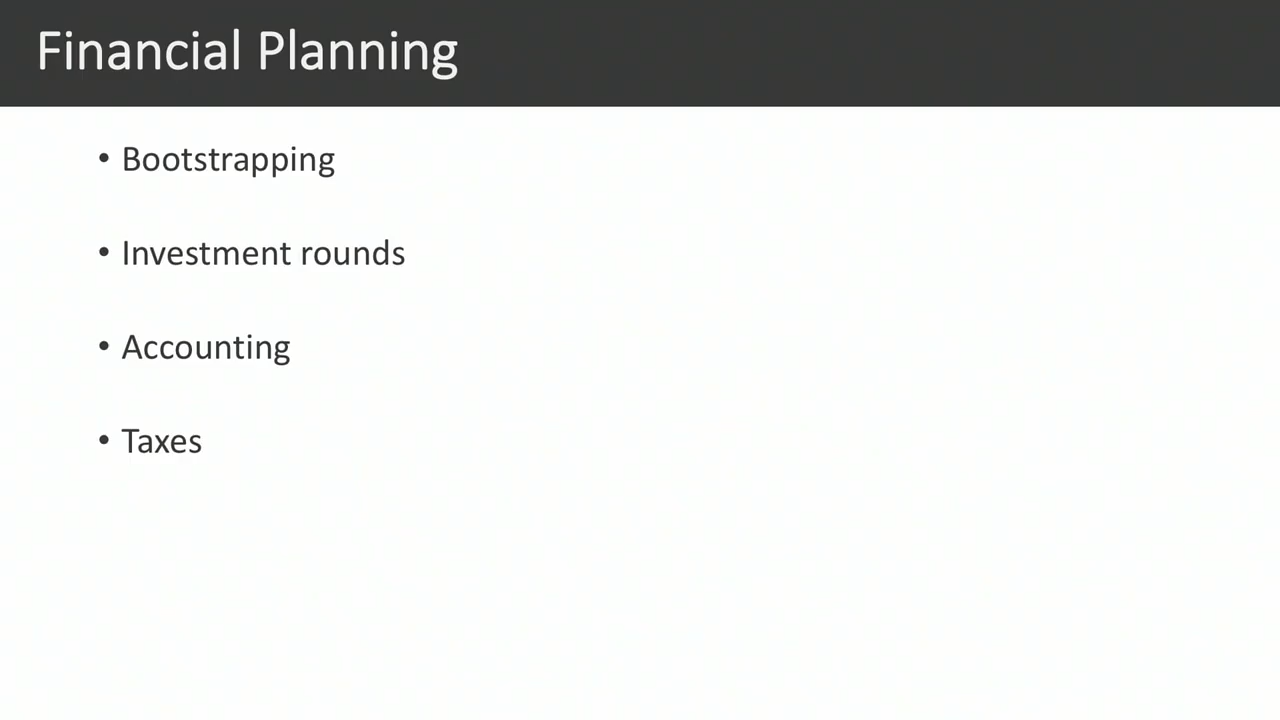 Financial Planning
• Bootstrapping
• Investment rounds
• Accounting
• Taxes